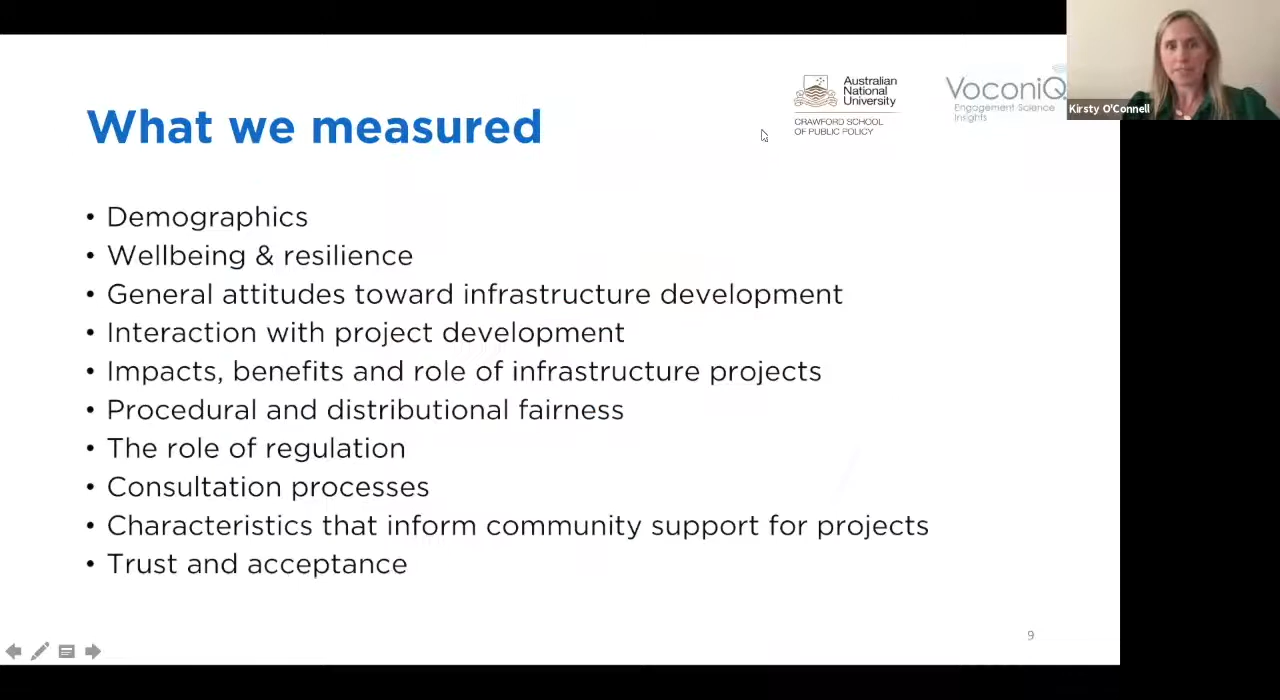 Australian
National
University
CRAWFORD SCHOOL
OF PUBLIC POLICY
VoconiQ
Engagement Science
Insights
Kirsty O'Connell
What we measured
• Demographics
• Wellbeing & resilience
• General attitudes toward infrastructure development
• Interaction with project development
• Impacts, benefits and role of infrastructure projects
• Procedural and distributional fairness
• The role of regulation
• Consultation processes
• Characteristics that inform community support for projects
• Trust and acceptance
9